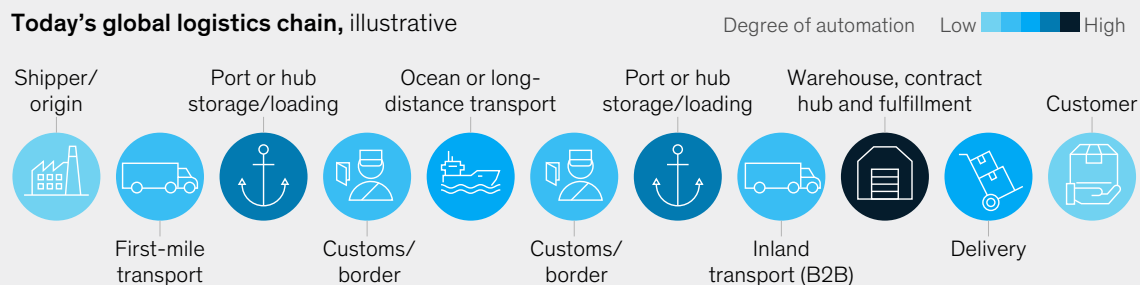 Today's global logistics chain, illustrative
Degree of automation Low High
Shipper/
origin
Port or hub
storage/loading
Ocean or long-
distance transport
Port or hub
storage/loading
Warehouse, contract
hub and fulfillment
Customer
First-mile
transport
Customs/
border
Customs/
border
Inland
transport (B2B)
Delivery